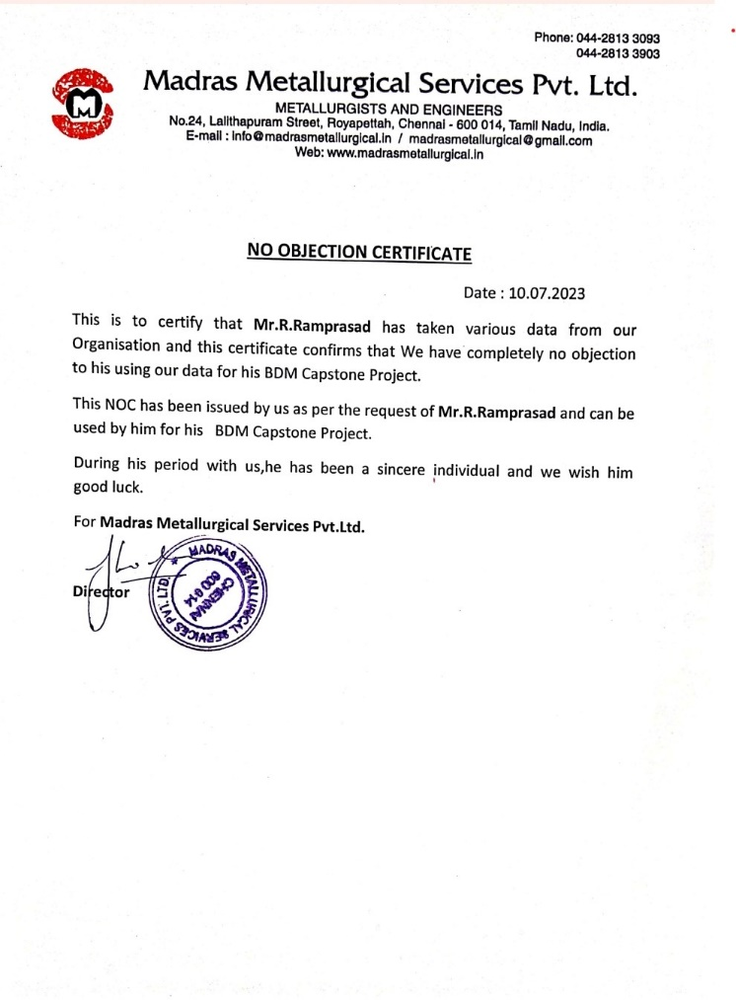 Phone: 044-2813 3093
044-2813 3903
M
Madras Metallurgical Services Pvt. Ltd.
METALLURGISTS AND ENGINEERS
No.24, Lalithapuram Street, Royapettah, Chennai - 600 014, Tamil Nadu, India.
E-mail : info@madrasmetallurgical.in / madrasmetallurgical@gmail.com
Web: www.madrasmetallurgical.in
NO OBJECTION CERTIFICATE
Date : 10.07.2023
This is to certify that Mr.R.Ramprasad has taken various data from our
Organisation and this certificate confirms that We have completely no objection
to his using our data for his BDM Capstone Project.
This NOC has been issued by us as per the request of Mr.R.Ramprasad and can be
used by him for his BDM Capstone Project.
During his period with us,he has been a sincere individual and we wish him
good luck.
For Madras Metallurgical Services Pvt.Ltd.
Director
MADRAS METALLURGICAL SERVICES PVT. LTD.
CHENNAI
600 014